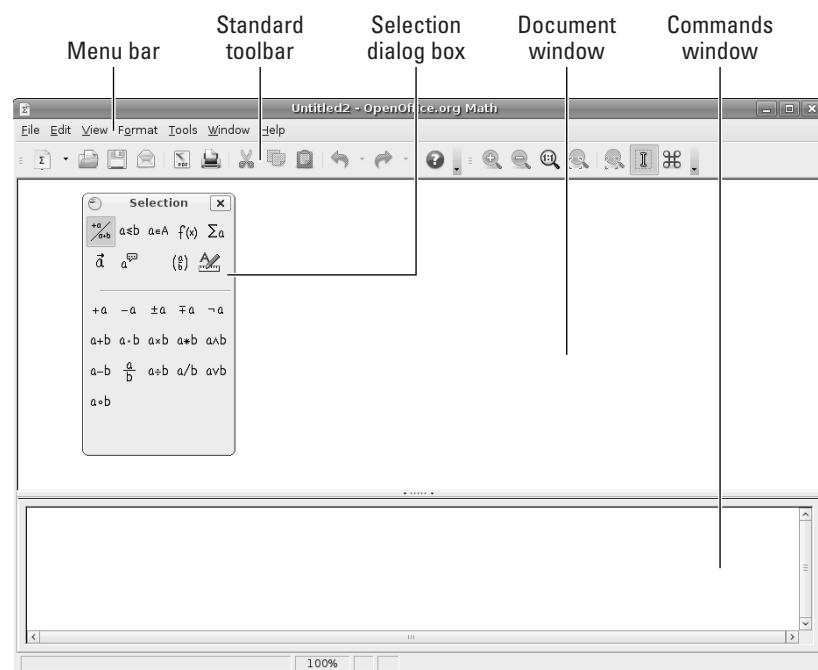 Menu bar
Standard toolbar
Selection dialog box
Document window
Commands window
Untitled2 - OpenOffice.org Math
File Edit View Format Tools Window Help
Selection
+a/a+b a≤b a∈A f(x) Σa
a⃗ a (a b)
+a −a ±a ∓a ¬a
a+b a·b a×b a∗b a∧b
a−b a/b a÷b a/b a∨b
a∘b
100%